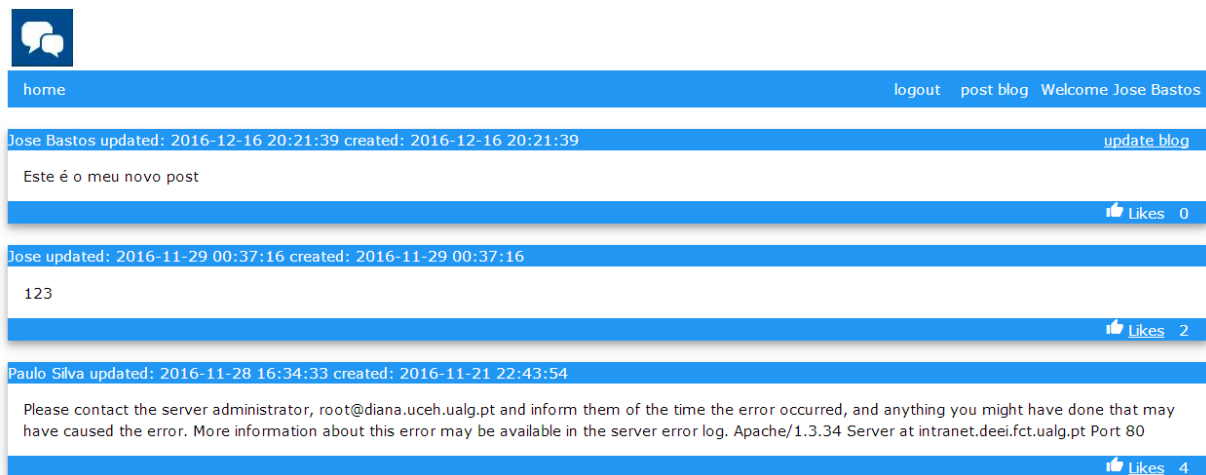 home logout post blog Welcome Jose Bastos
Jose Bastos updated: 2016-12-16 20:21:39 created: 2016-12-16 20:21:39 update blog
Este é o meu novo post
Likes 0
Jose updated: 2016-11-29 00:37:16 created: 2016-11-29 00:37:16
123
Likes 2
Paulo Silva updated: 2016-11-28 16:34:33 created: 2016-11-21 22:43:54
Please contact the server administrator, root@diana.uceh.ualg.pt and inform them of the time the error occurred, and anything you might have done that may
have caused the error. More information about this error may be available in the server error log. Apache/1.3.34 Server at intranet.deei.fct.ualg.pt Port 80
Likes 4